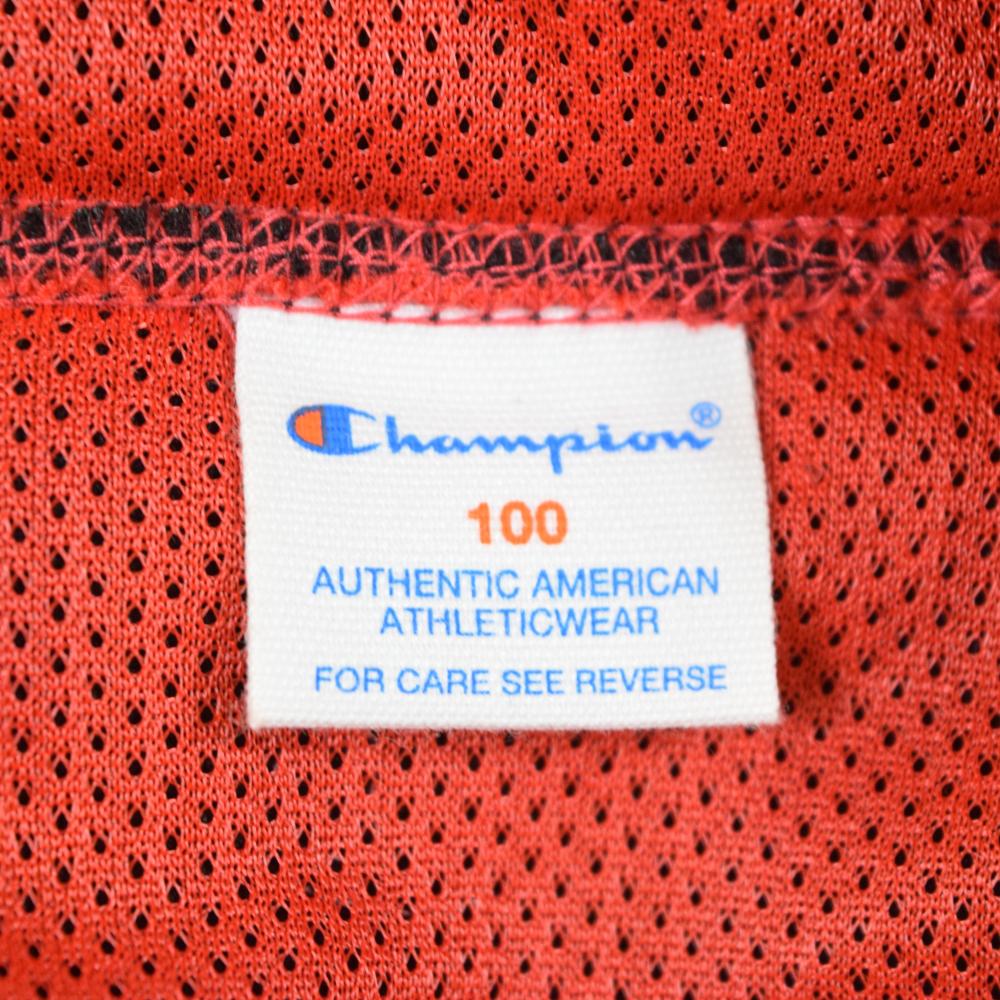 Champion®
100
AUTHENTIC AMERICAN
ATHLETICWEAR
FOR CARE SEE REVERSE